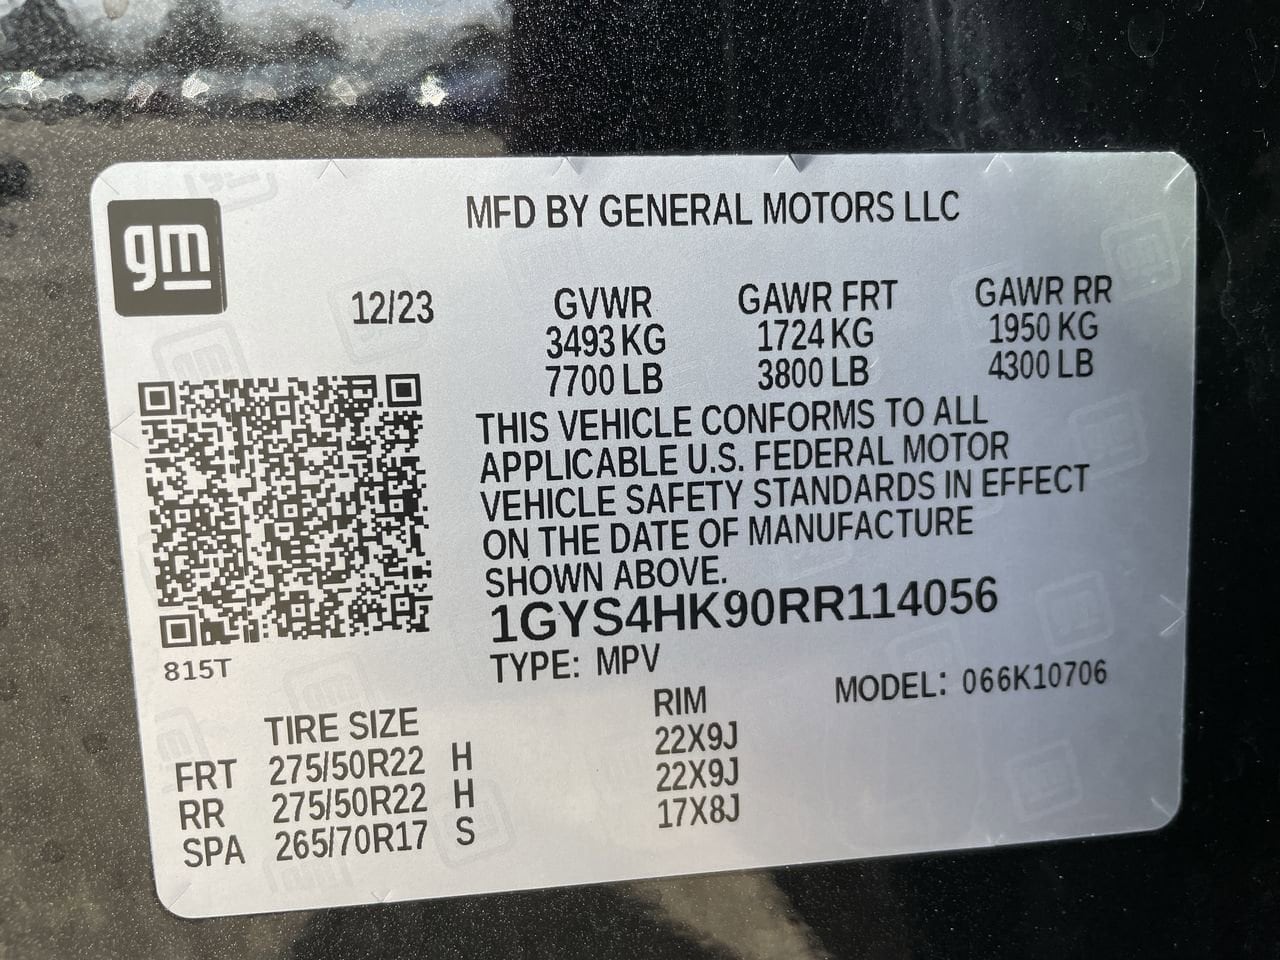 gm
MFD BY GENERAL MOTORS LLC
12/23 GVWR GAWR FRT GAWR RR
3493 KG 1724 KG 1950 KG
7700 LB 3800 LB 4300 LB
THIS VEHICLE CONFORMS TO ALL
APPLICABLE U.S. FEDERAL MOTOR
VEHICLE SAFETY STANDARDS IN EFFECT
ON THE DATE OF MANUFACTURE
SHOWN ABOVE.
1GYS4HK90RR114056
815T
TYPE: MPV
MODEL: 066K10706
TIRE SIZE RIM
FRT 275/50R22 H 22X9J
RR 275/50R22 H 22X9J
SPA 265/70R17 S 17X8J